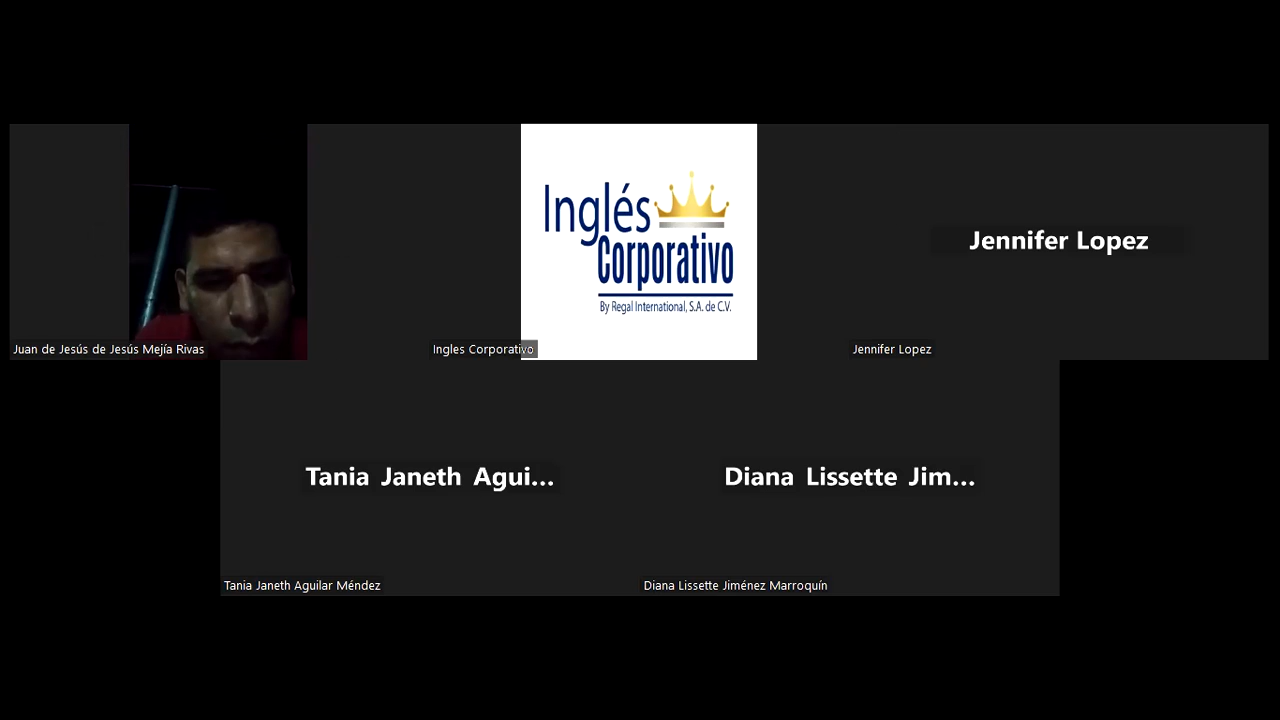 Inglés
Corporativo
By Regal International, S.A. de C.V.
Jennifer Lopez
Juan de Jesús de Jesús Mejía Rivas
Ingles Corporativo
Jennifer Lopez
Tania Janeth Agui...
Diana Lissette Jim...
Tania Janeth Aguilar Méndez
Diana Lissette Jiménez Marroquín